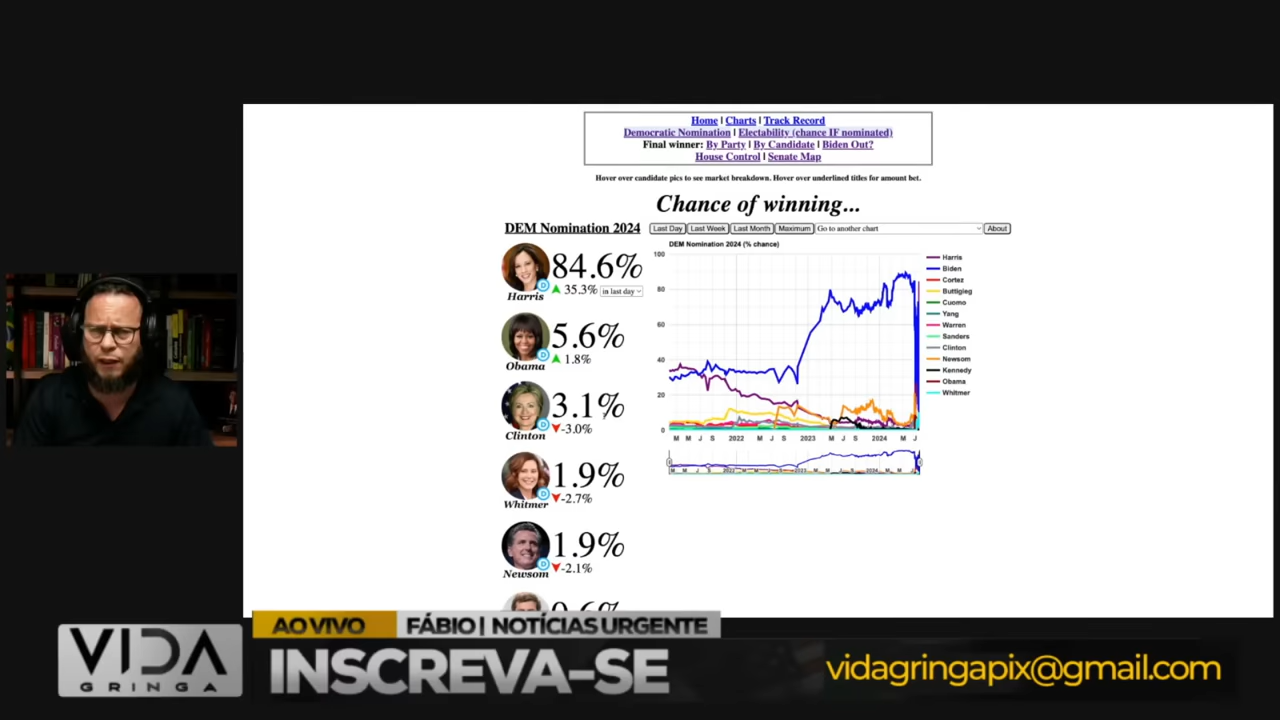 Home | Charts | Track Record
Democratic Nomination | Electability (chance IF nominated)
Final winner: By Party | By Candidate | Biden Out?
House Control | Senate Map
Hover over candidate pics to see market breakdown. Hover over underlined titles for amount bet.
Chance of winning...
DEM Nomination 2024
Last Day Last Week Last Month Maximum Go to another chart About
84.6%
35.3% in last day
Harris
5.6%
1.8%
Obama
3.1%
-3.0%
Clinton
1.9%
-2.7%
Whitmer
1.9%
-2.1%
Newsom
DEM Nomination 2024 (% chance)
100
80
60
40
20
0
M M J S 2022 M J S 2023 M J S 2024 M J
Harris
Biden
Cortez
Buttigieg
Cuomo
Yang
Warren
Sanders
Clinton
Newsom
Kennedy
Obama
Whitmer
AO VIVO FÁBIO | NOTÍCIAS URGENTE
VIDA
GRINGA
INSCREVA-SE
vidagringapix@gmail.com